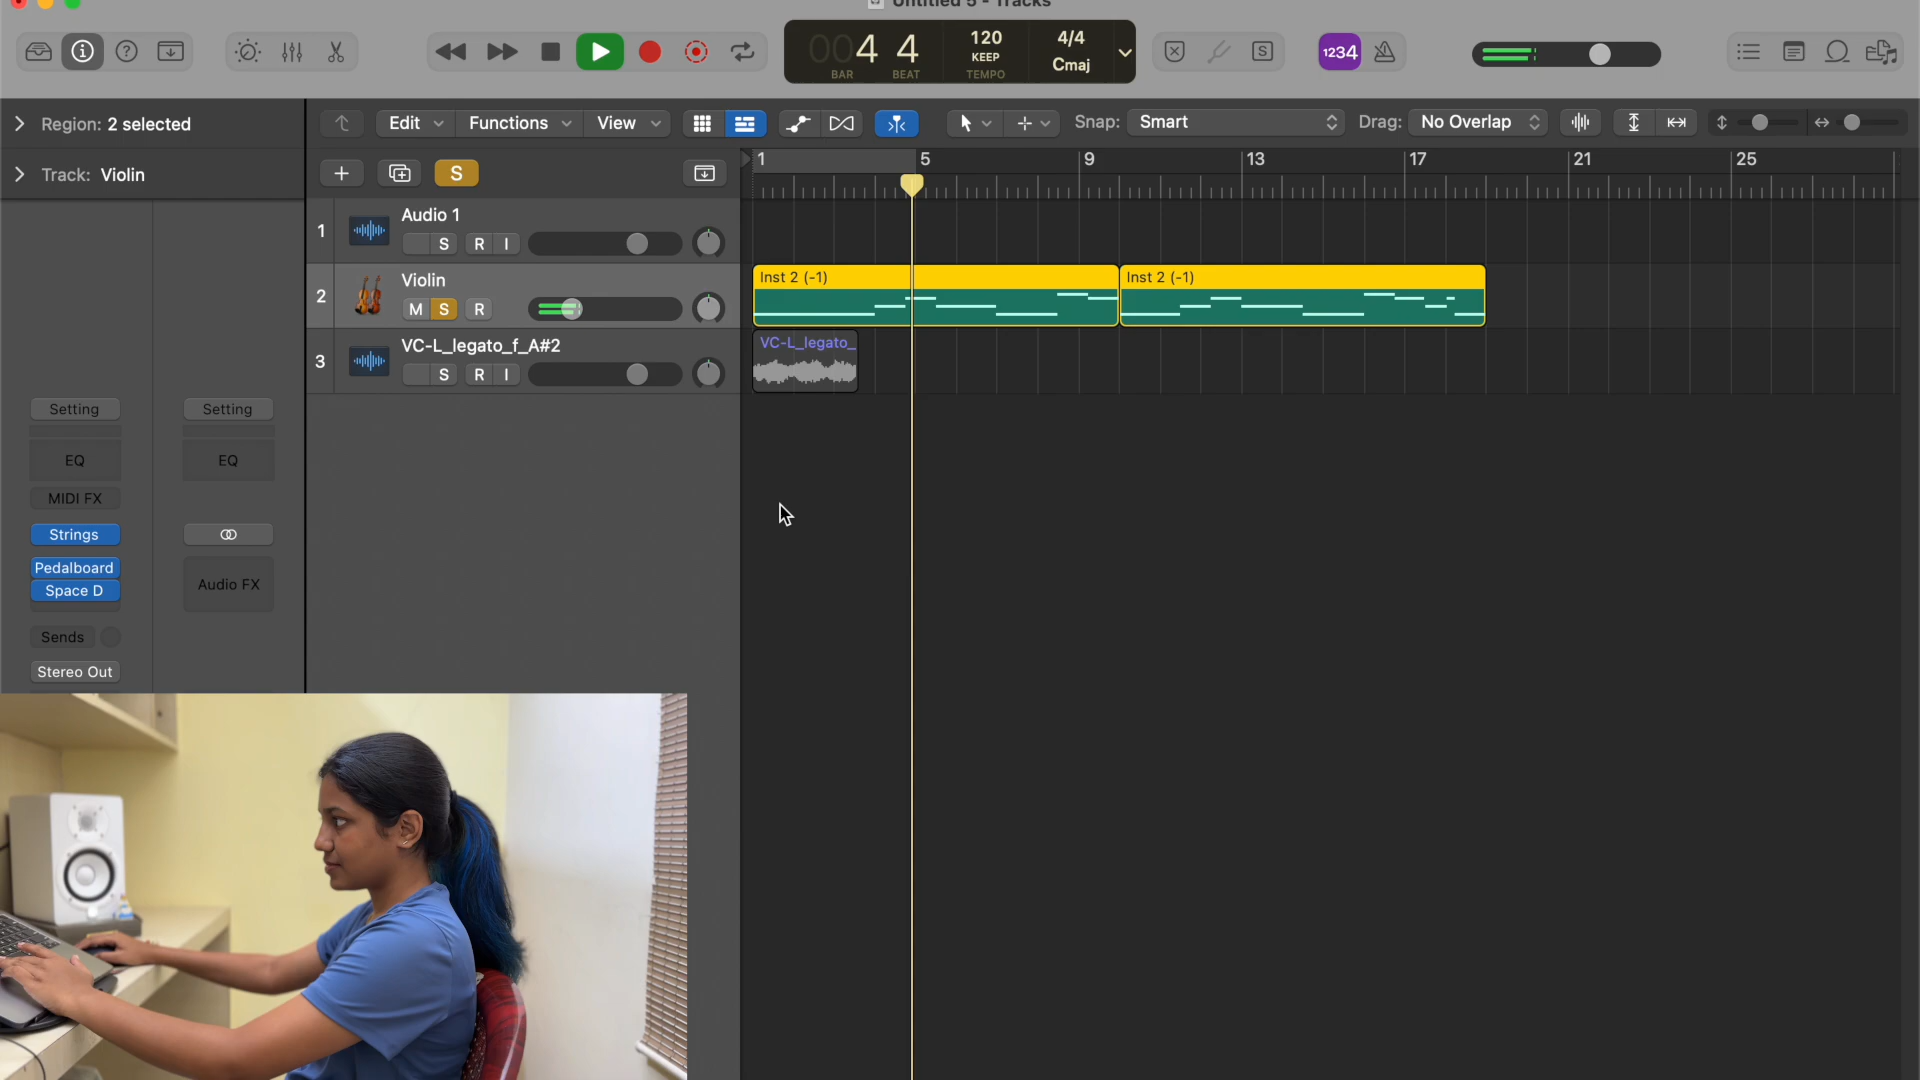 Untitled 5 - Tracks
004 4
BAR BEAT
120
KEEP
TEMPO
4/4
Cmaj
S
1234
Region: 2 selected
Edit Functions View
Snap: Smart
Drag: No Overlap
Track: Violin
S
1 5 9 13 17 21 25
1 Audio 1
S R I
2 Violin
M S R
Inst 2 (-1)
Inst 2 (-1)
3 VC-L_legato_f_A#2
S R I
VC-L_legato_
Setting Setting
EQ EQ
MIDI FX
Strings
Pedalboard
Space D
Audio FX
Sends
Stereo Out